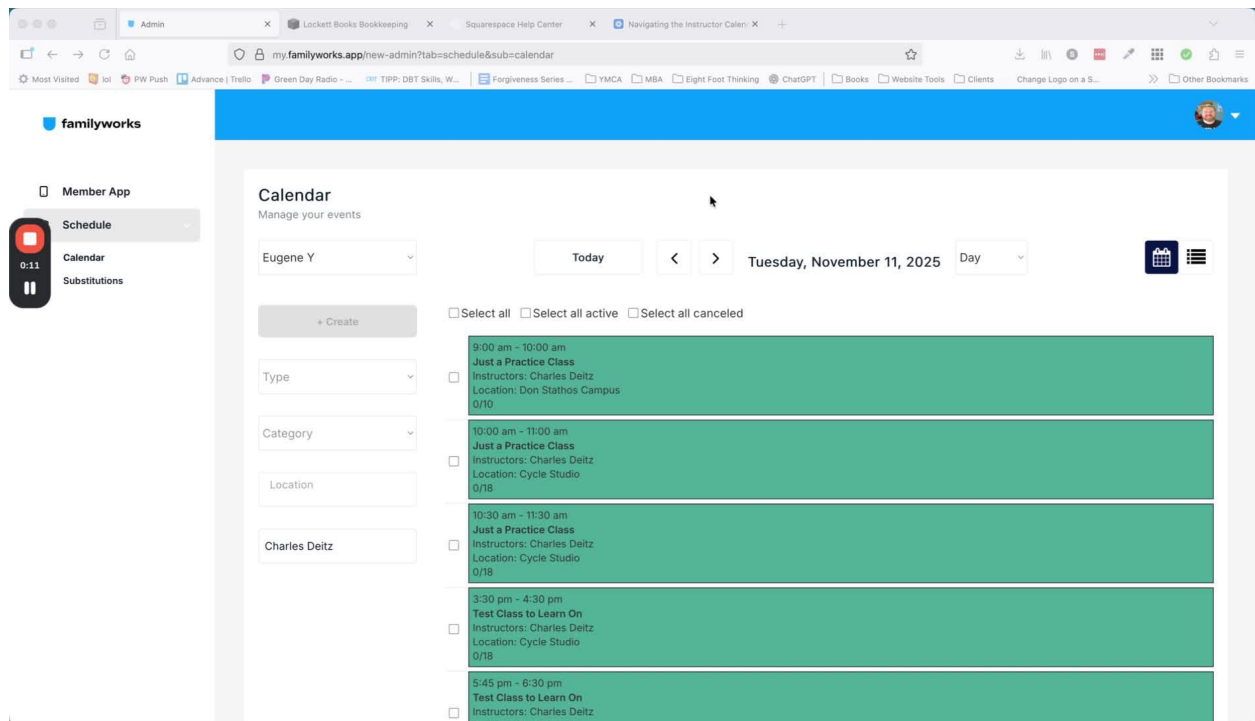 Admin
Lockett Books Bookkeeping
Squarespace Help Center
Navigating the Instructor Calen
my.familyworks.app/new-admin?tab=schedule&sub=calendar
Most Visited
lol
PW Push
Advance | Trello
Green Day Radio - ...
TIPP: DBT Skills, W...
Forgiveness Series ...
YMCA
MBA
Eight Foot Thinking
ChatGPT
Books
Website Tools
Clients
Change Logo on a S...
Other Bookmarks
familyworks
Member App
Schedule
Calendar
Substitutions
0:11
Calendar
Manage your events
Eugene Y
Today
Tuesday, November 11, 2025
Day
+ Create
Type
Category
Location
Charles Deitz
Select all
Select all active
Select all canceled
9:00 am - 10:00 am
Just a Practice Class
Instructors: Charles Deitz
Location: Don Stathos Campus
0/10
10:00 am - 11:00 am
Just a Practice Class
Instructors: Charles Deitz
Location: Cycle Studio
0/18
10:30 am - 11:30 am
Just a Practice Class
Instructors: Charles Deitz
Location: Cycle Studio
0/18
3:30 pm - 4:30 pm
Test Class to Learn On
Instructors: Charles Deitz
Location: Cycle Studio
0/18
5:45 pm - 6:30 pm
Test Class to Learn On
Instructors: Charles Deitz